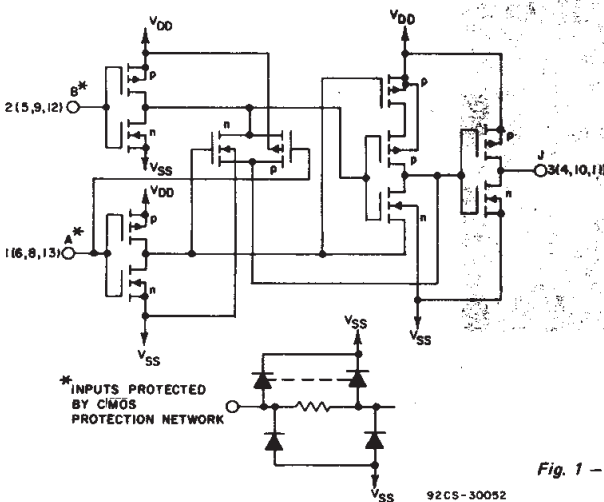 VDD
VDD
B*
p
p
2(5,9,12)
n
n
p
J
p
3(4,10,11)
VSS
p
VDD
n
n
p
A*
1(6,8,13)
n
VSS
VSS
VSS
*INPUTS PROTECTED
BY CMOS
PROTECTION NETWORK
VSS
Fig. 1 –
92CS-30052